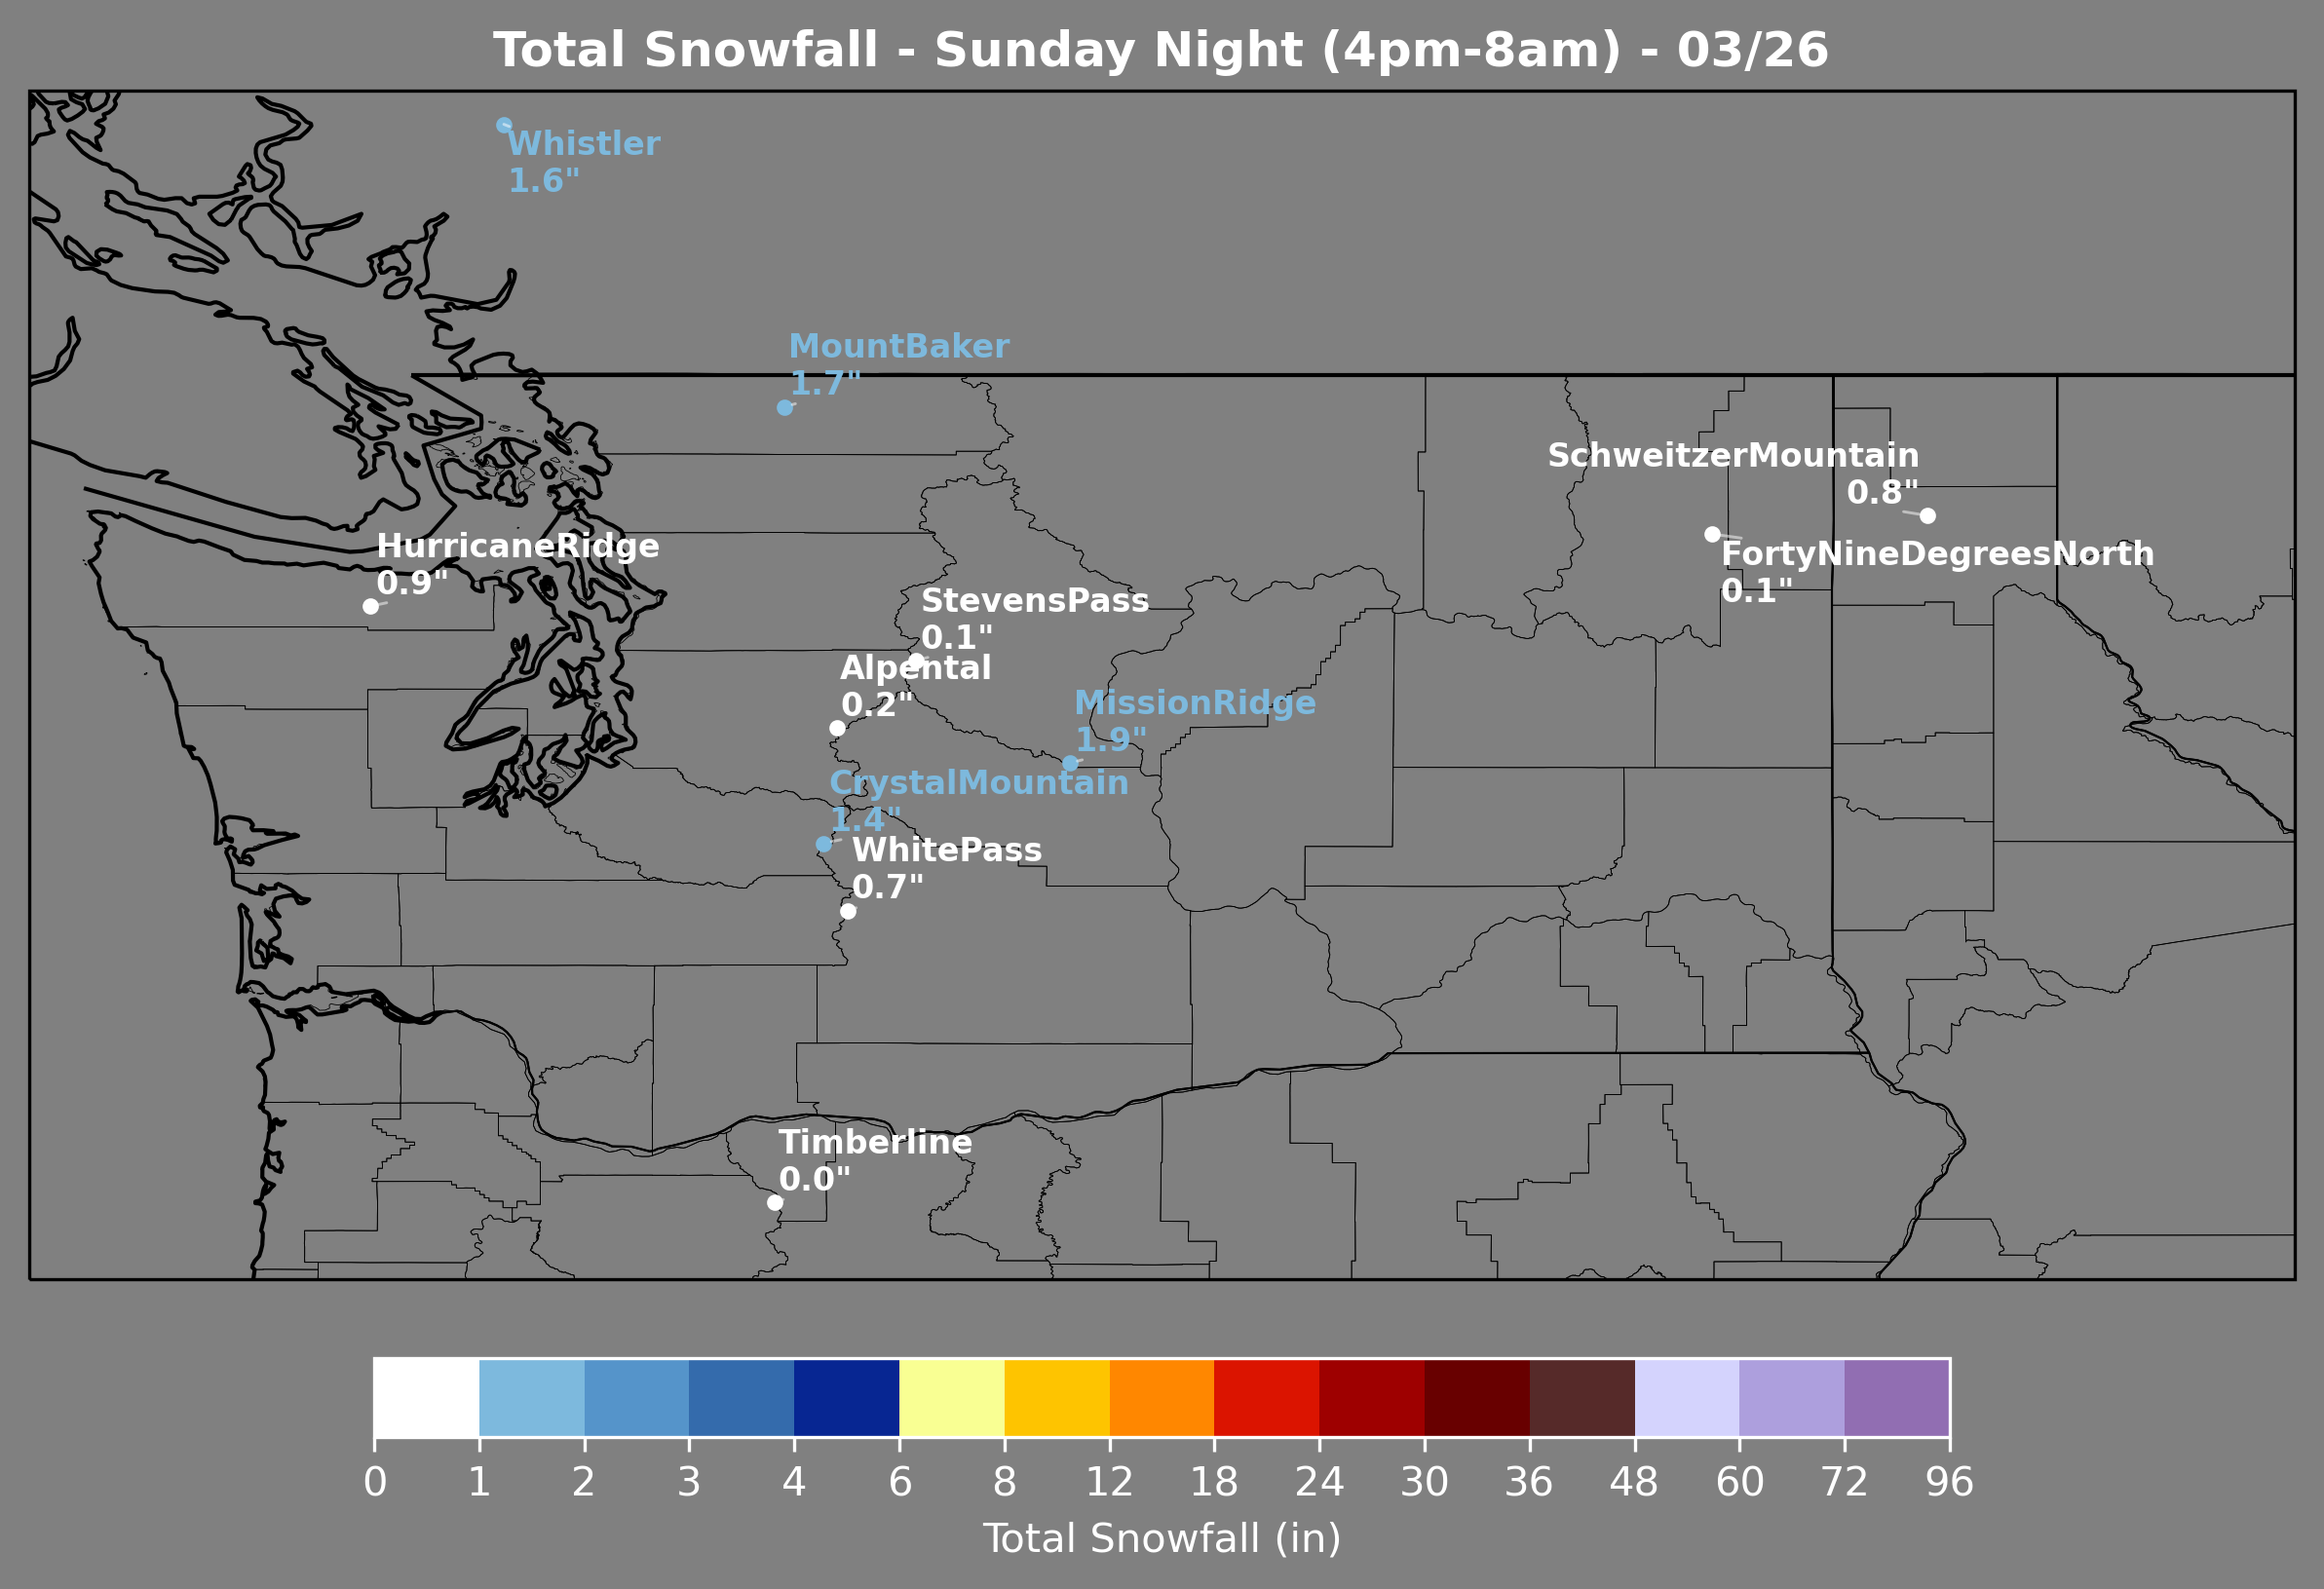 Total Snowfall - Sunday Night (4pm-8am) - 03/26
Whistler
1.6"
MountBaker
1.7"
SchweitzerMountain
0.8"
HurricaneRidge
0.9"
FortyNineDegreesNorth
0.1"
StevensPass
0.1"
Alpental
0.2"
MissionRidge
1.9"
CrystalMountain
1.4"
WhitePass
0.7"
Timberline
0.0"
0 1 2 3 4 6 8 12 18 24 30 36 48 60 72 96
Total Snowfall (in)